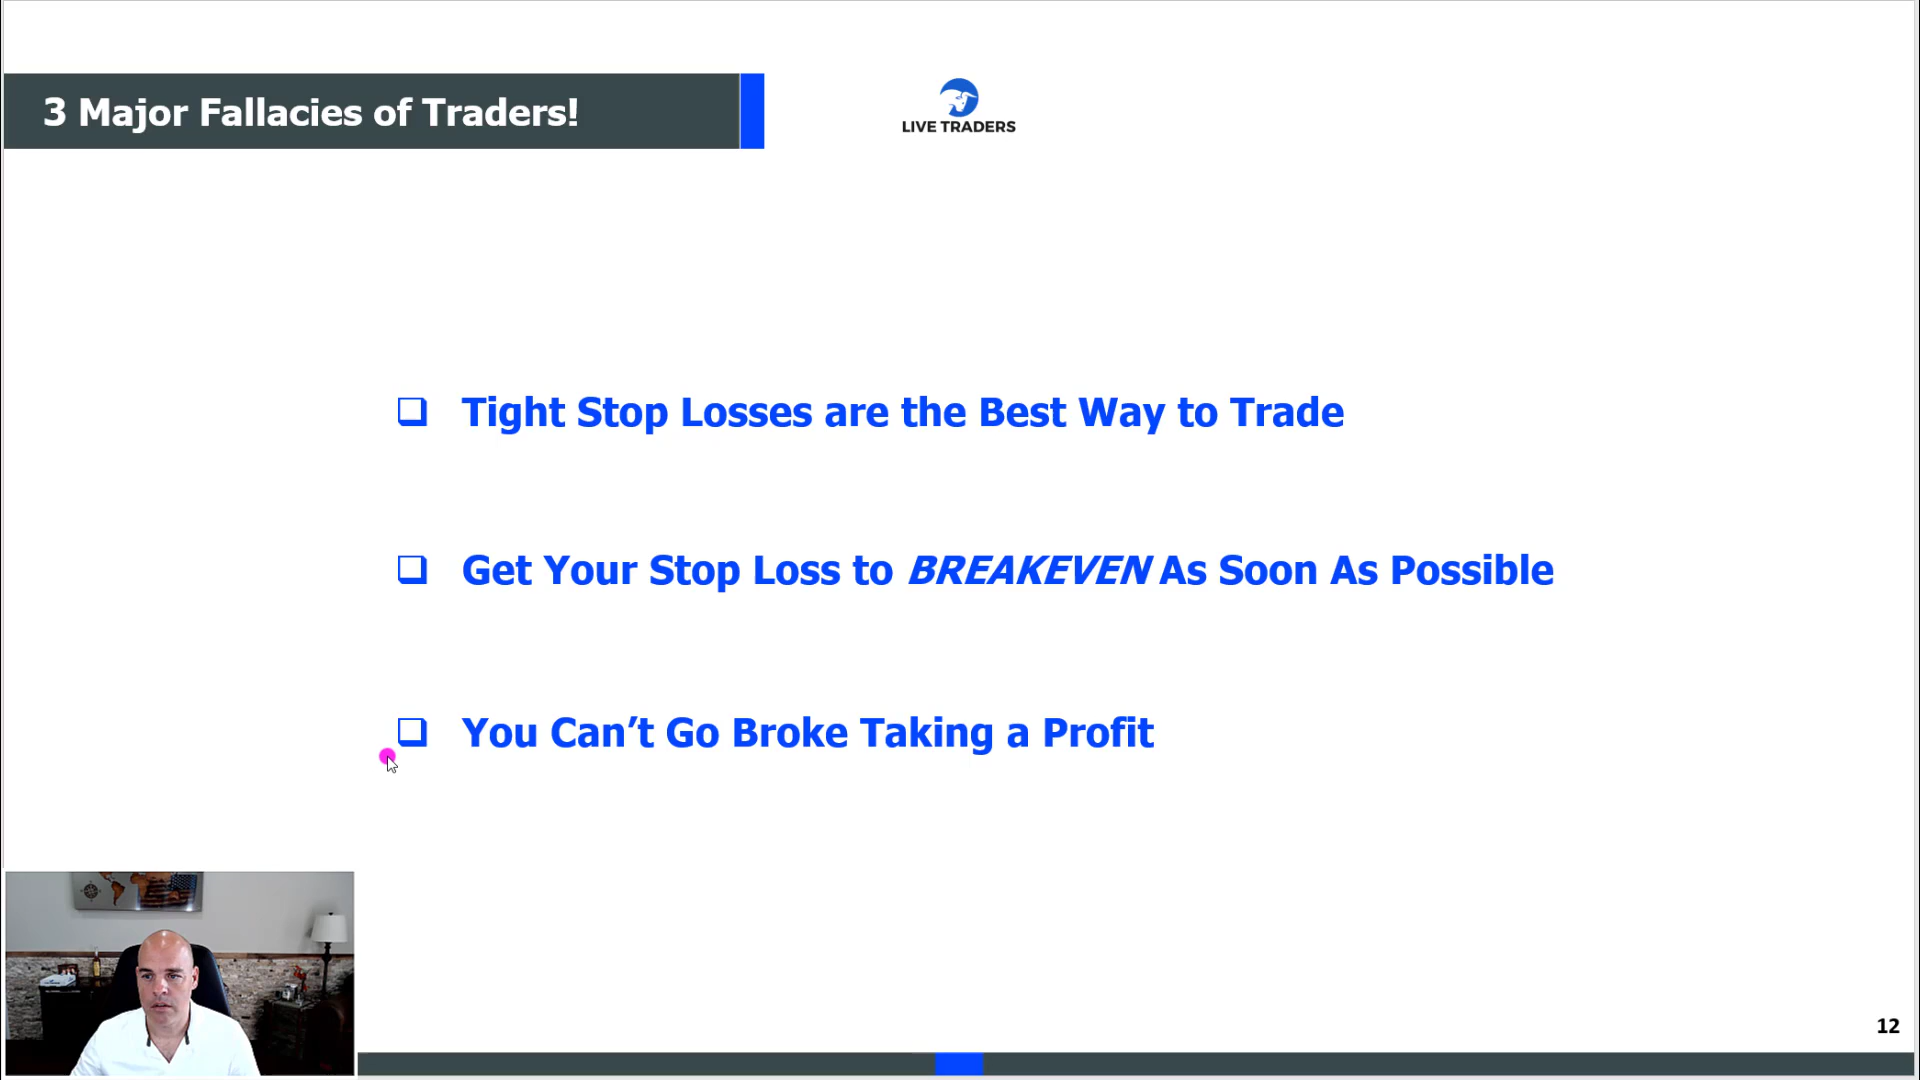 3 Major Fallacies of Traders!
LIVE TRADERS
Tight Stop Losses are the Best Way to Trade
Get Your Stop Loss to BREAKEVEN As Soon As Possible
You Can’t Go Broke Taking a Profit
12